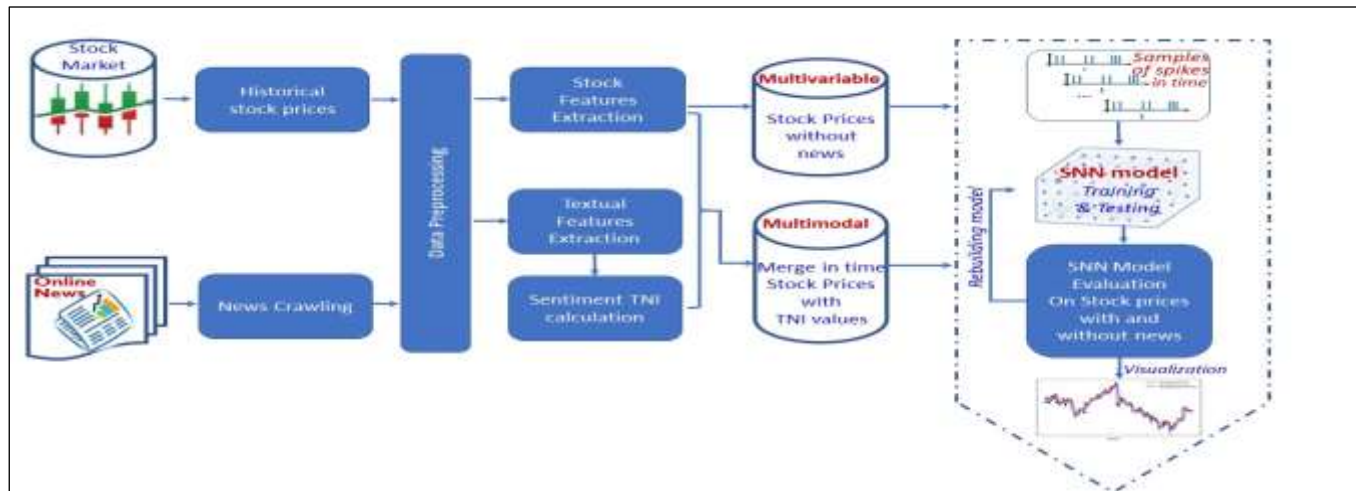 Stock
Market
Historical
stock prices
Online
News
News Crawling
Data Preprocessing
Stock
Features
Extraction
Textual
Features
Extraction
Sentiment TNI
calculation
Multivariable
Stock Prices
without
news
Multimodal
Merge in time
Stock Prices
with
TNI values
Samples
of spikes
in time
SNN model
Training
& Testing
Rebuilding model
SNN Model
Evaluation
On Stock prices
with and
without news
Visualization